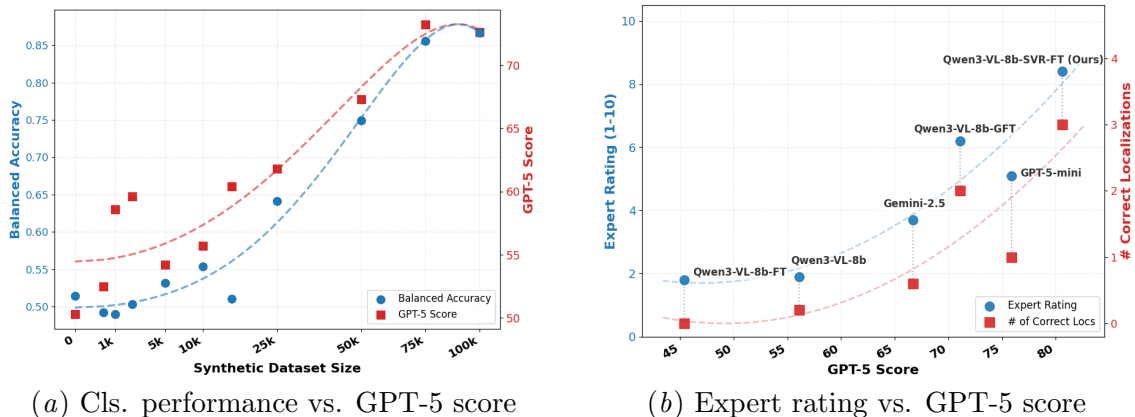 0.85
0.80
0.75
0.70
0.65
0.60
0.55
0.50
Balanced Accuracy
70
65
60
55
50
GPT-5 Score
Balanced Accuracy
GPT-5 Score
0
1k
5k
10k
25k
50k
75k
100k
Synthetic Dataset Size
(a) Cls. performance vs. GPT-5 score
10
8
6
4
2
0
Expert Rating (1-10)
4
3
2
1
0
# of Correct Localizations
Qwen3-VL-8b-SVR-FT (Ours)
Qwen3-VL-8b-GFT
GPT-5-mini
Gemini-2.5
Qwen3-VL-8b
Qwen3-VL-8b-FT
Expert Rating
# of Correct Locs
45
50
55
60
65
70
75
80
GPT-5 Score
(b) Expert rating vs. GPT-5 score